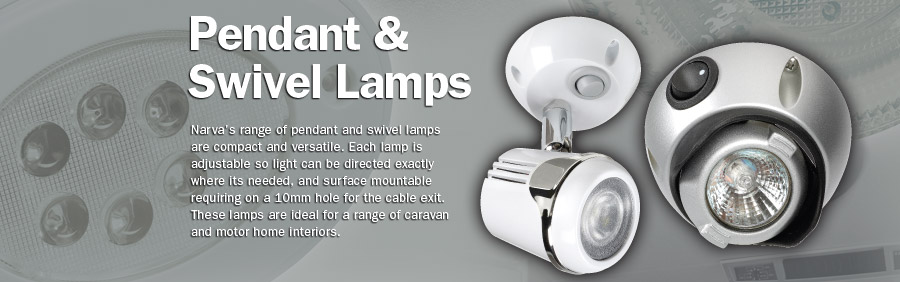 Pendant &
Swivel Lamps
Narva's range of pendant and swivel lamps
are compact and versatile. Each lamp is
adjustable so light can be directed exactly
where its needed, and surface mountable
requiring on a 10mm hole for the cable exit.
These lamps are ideal for a range of caravan
and motor home interiors.